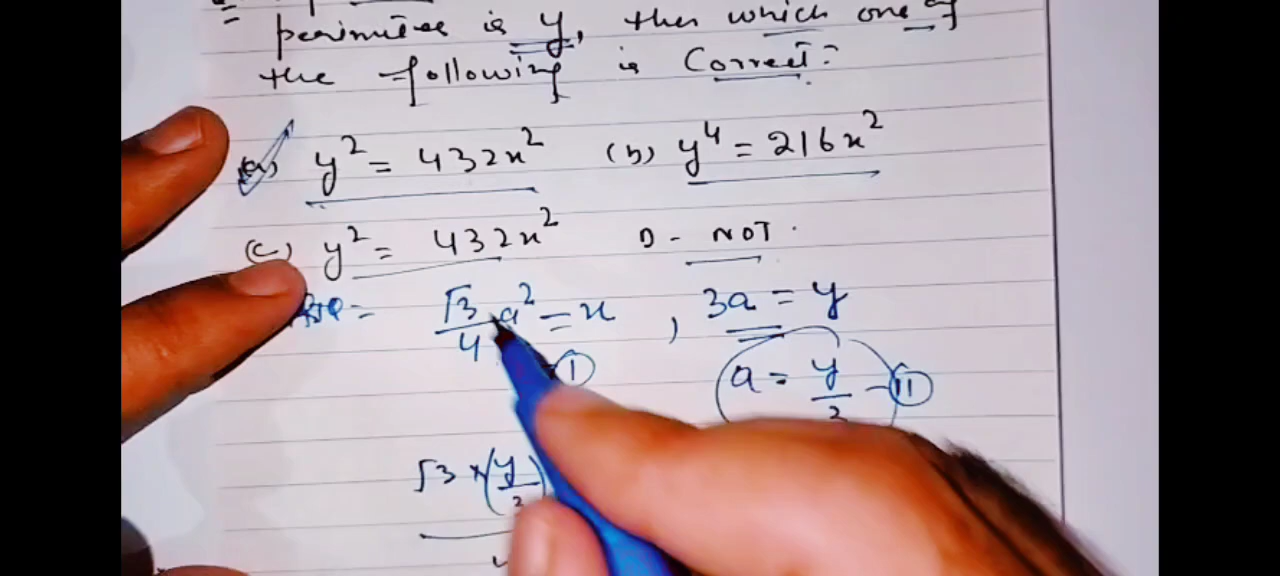 perimeter is y, then which one of
the following is correct:
(a) y² = 432x² (b) y⁴ = 216x²
(c) y² = 432x² D - NOT.
√3/4 a² = x , 3a = y
① a = y/3 - ⑪
√3 × (y/3)